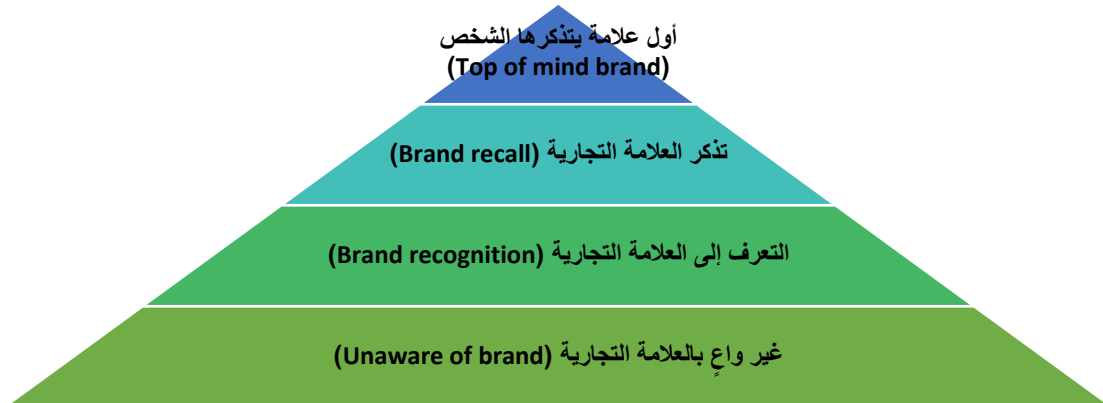 أول علامة يتذكرها الشخص
(Top of mind brand)
تذكر العلامة التجارية (Brand recall)
التعرف إلى العلامة التجارية (Brand recognition)
غير واعٍ بالعلامة التجارية (Unaware of brand)